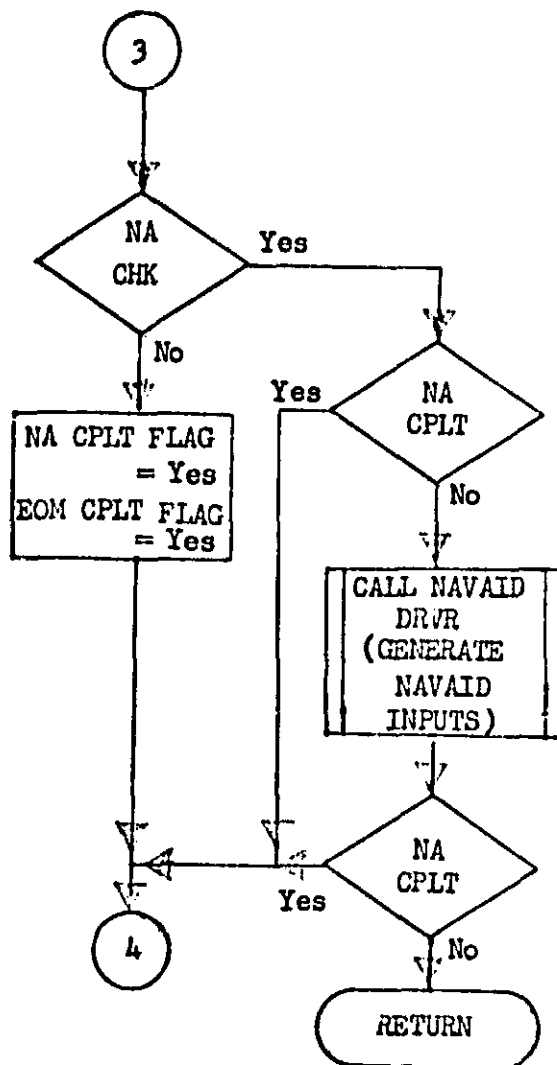 3
NA
CHK
Yes
No
NA CPLT FLAG
= Yes
EOM CPLT FLAG
= Yes
Yes
NA
CPLT
No
CALL NAVAID
DRVR
(GENERATE
NAVAID
INPUTS)
NA
CPLT
Yes
No
4
RETURN